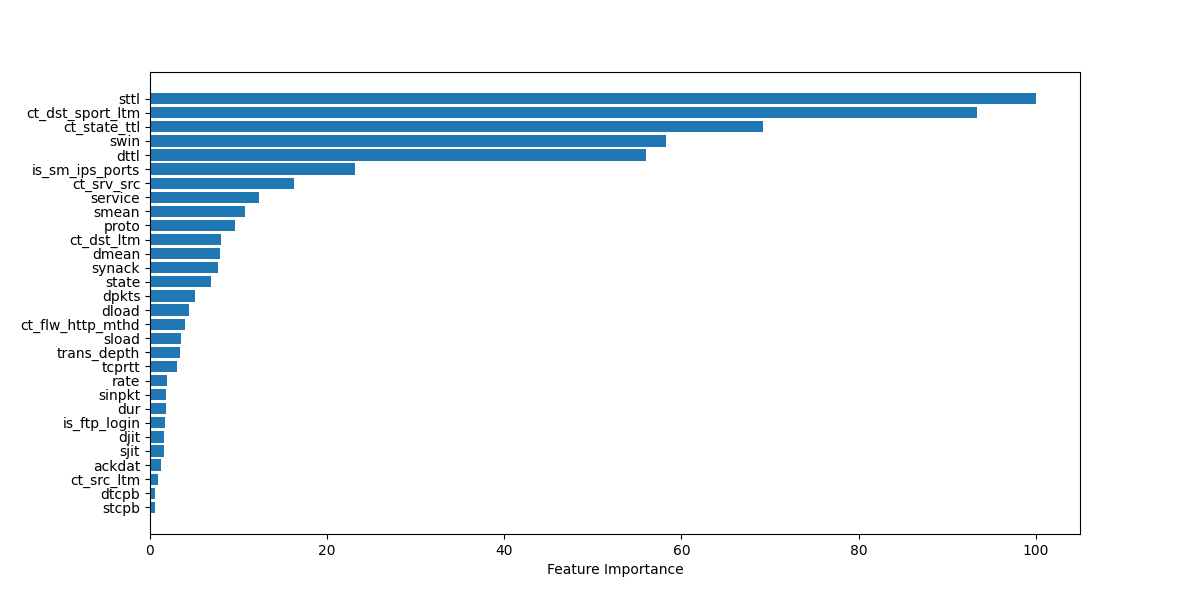 sttl
ct_dst_sport_ltm
ct_state_ttl
swin
dttl
is_sm_ips_ports
ct_srv_src
service
smean
proto
ct_dst_ltm
dmean
synack
state
dpkts
dload
ct_flw_http_mthd
sload
trans_depth
tcprtt
rate
sinpkt
dur
is_ftp_login
djit
sjit
ackdat
ct_src_ltm
dtcpb
stcpb
0 20 40 60 80 100
Feature Importance